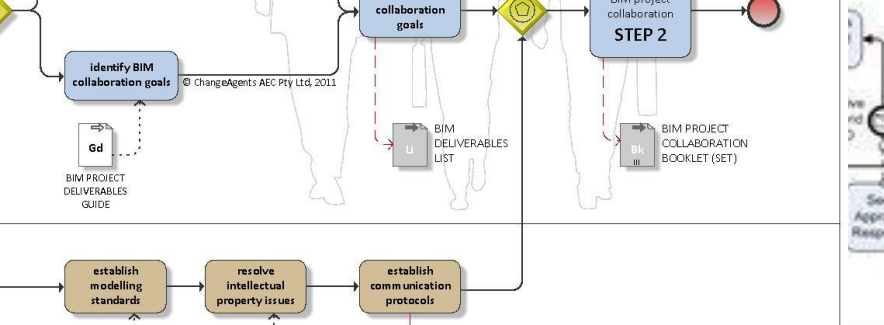 collaboration
goals
BIM project
collaboration
STEP 2
identify BIM
collaboration goals
© ChangeAgents AEC Pty Ltd, 2011
Gd
BIM PROJECT
DELIVERABLES
GUIDE
Li
BIM
DELIVERABLES
LIST
Bk
BIM PROJECT
COLLABORATION
BOOKLET (SET)
establish
modelling
standards
resolve
intellectual
property issues
establish
communication
protocols